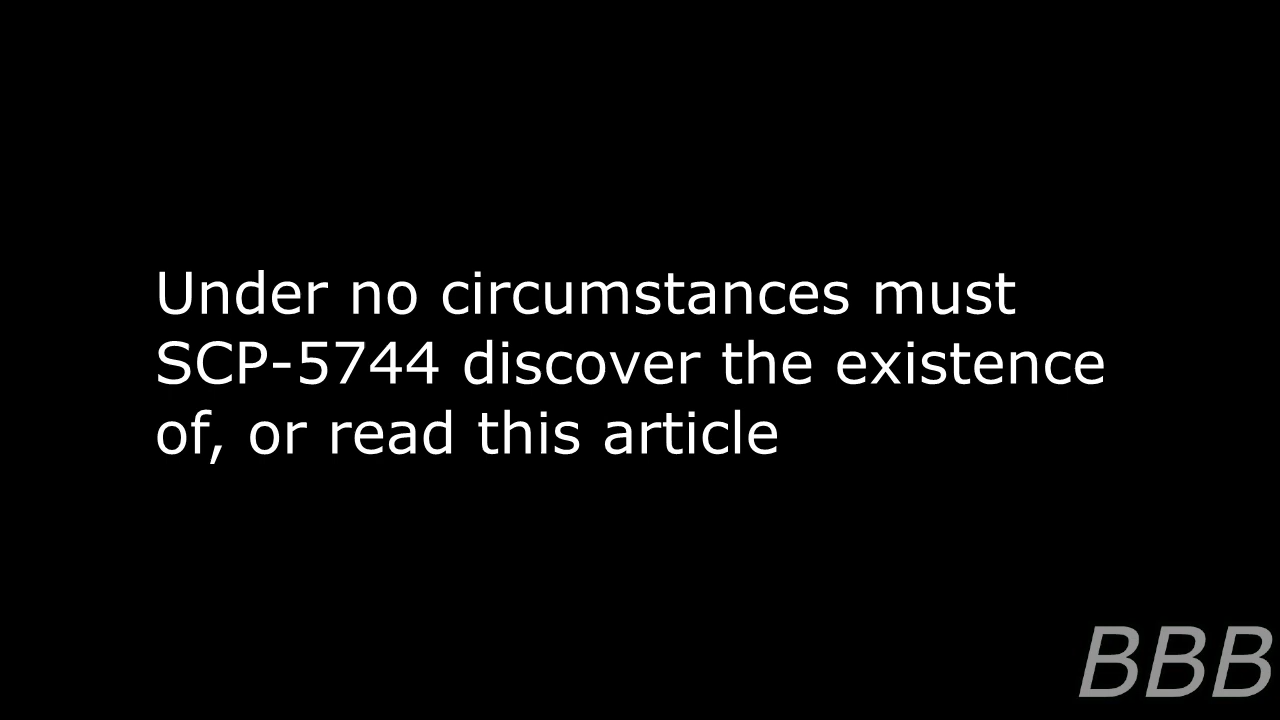 Under no circumstances must
SCP-5744 discover the existence
of, or read this article
BBB